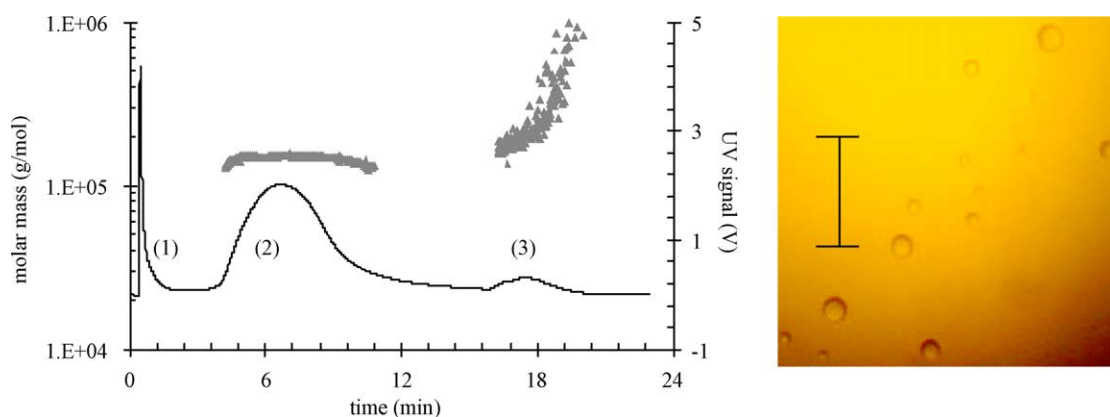 1.E+06
1.E+05
1.E+04
molar mass (g/mol)
5
3
1
-1
UV signal (V)
(1)
(2)
(3)
0
6
12
18
24
time (min)